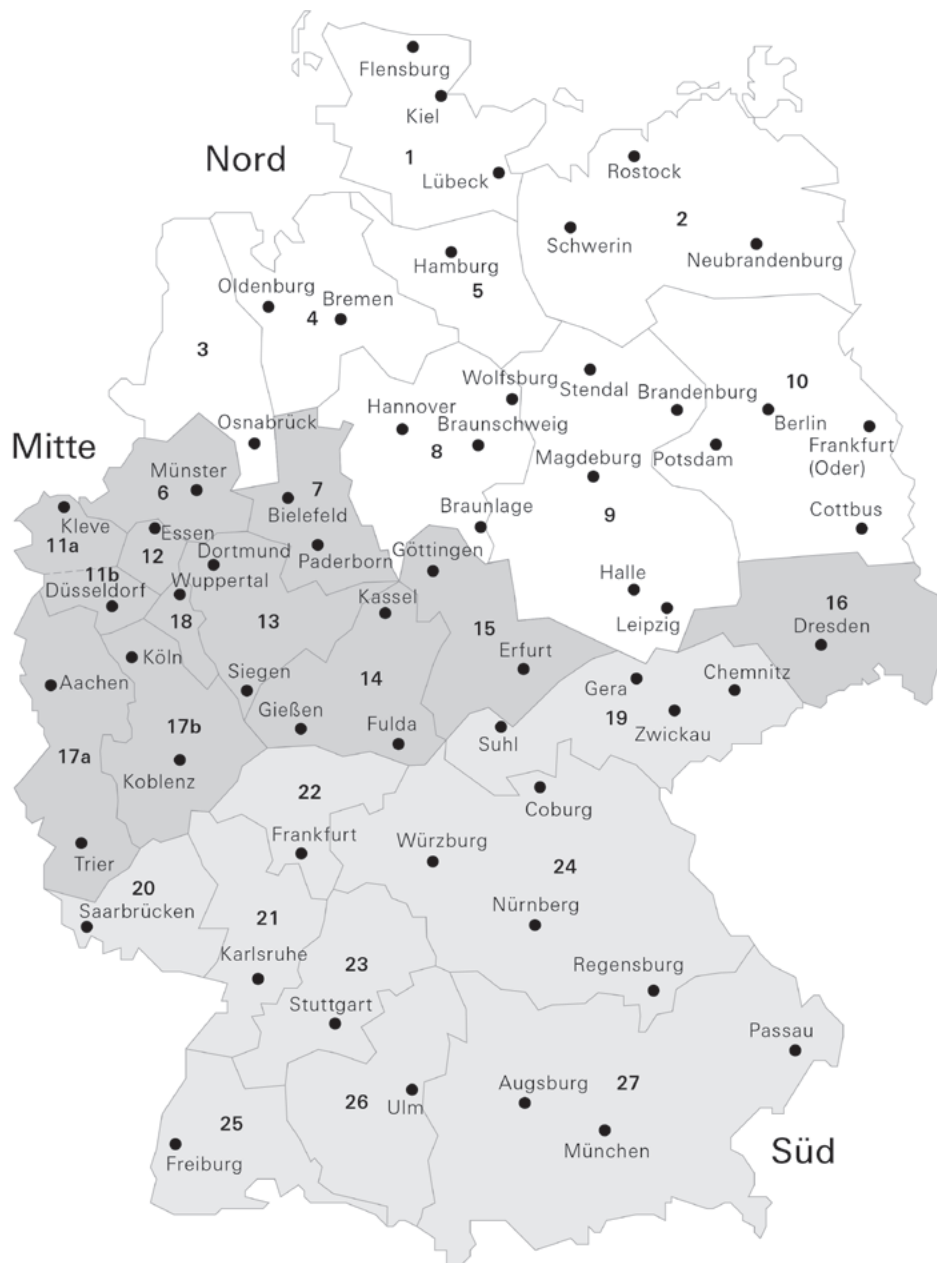 Flensburg
Kiel
Nord
1
Lübeck
Rostock
2
Schwerin
Neubrandenburg
Hamburg
5
Oldenburg
Bremen
4
3
Wolfsburg
Stendal
Brandenburg
10
Hannover
Osnabrück
Braunschweig
Berlin
Mitte
8
Frankfurt
(Oder)
Magdeburg
Potsdam
Münster
6
7
Bielefeld
Braunlage
9
Cottbus
Kleve
Essen
11a
12
Dortmund
Paderborn
Göttingen
11b
Düsseldorf
Wuppertal
Halle
Kassel
16
18
13
15
Leipzig
Dresden
Köln
Siegen
Erfurt
Aachen
14
Gera
Chemnitz
Gießen
19
17b
Fulda
Suhl
Zwickau
17a
Koblenz
22
Coburg
Frankfurt
Würzburg
Trier
24
20
Saarbrücken
21
Nürnberg
Karlsruhe
23
Regensburg
Stuttgart
Passau
Augsburg
27
26
Ulm
25
München
Süd
Freiburg